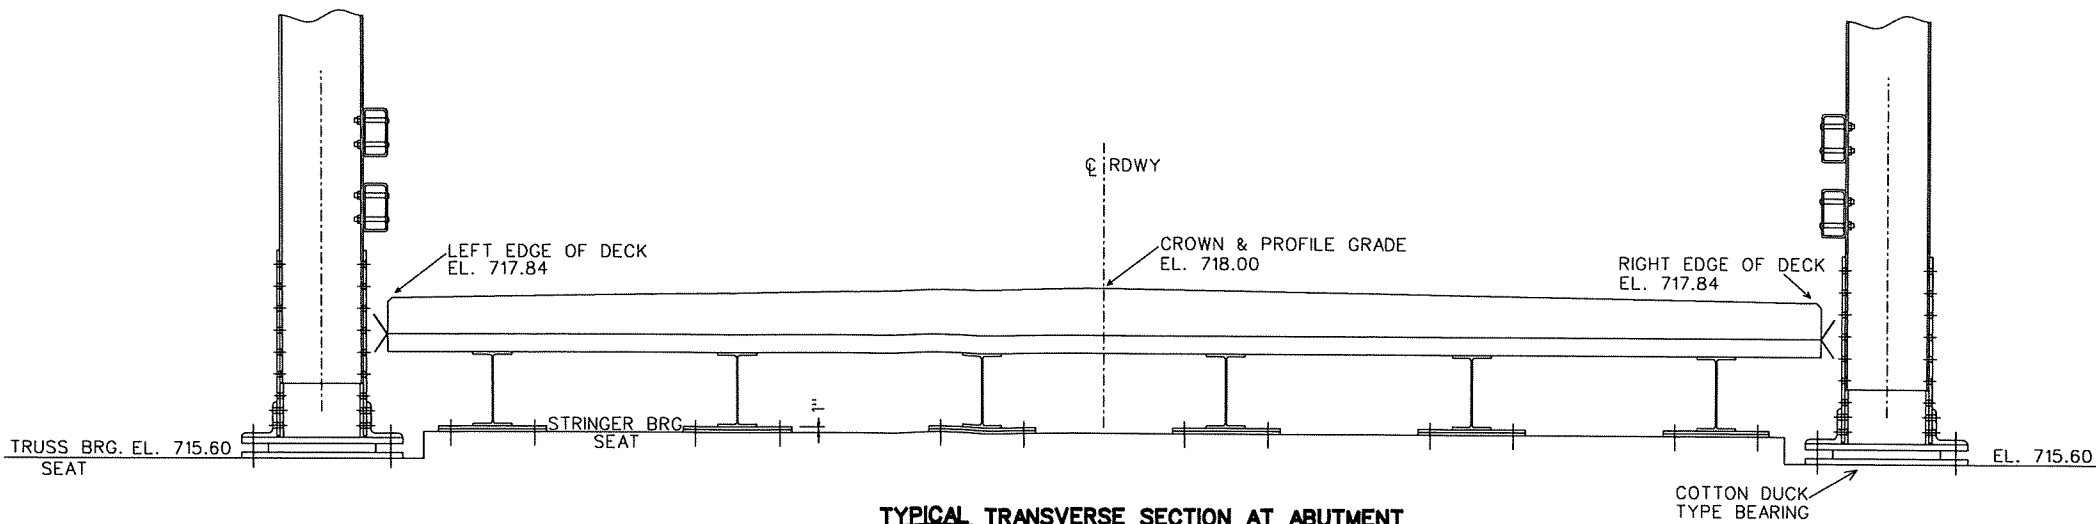 ℄ RDWY
LEFT EDGE OF DECK
EL. 717.84
CROWN & PROFILE GRADE
EL. 718.00
RIGHT EDGE OF DECK
EL. 717.84
1"
STRINGER BRG
SEAT
TRUSS BRG. EL. 715.60
SEAT
EL. 715.60
COTTON DUCK
TYPE BEARING
TYPICAL TRANSVERSE SECTION AT ABUTMENT